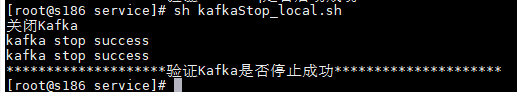 [root@s186 service]# sh kafkaStop_local.sh
关闭Kafka
kafka stop success
kafka stop success
********************验证Kafka是否停止成功*********************
[root@s186 service]#